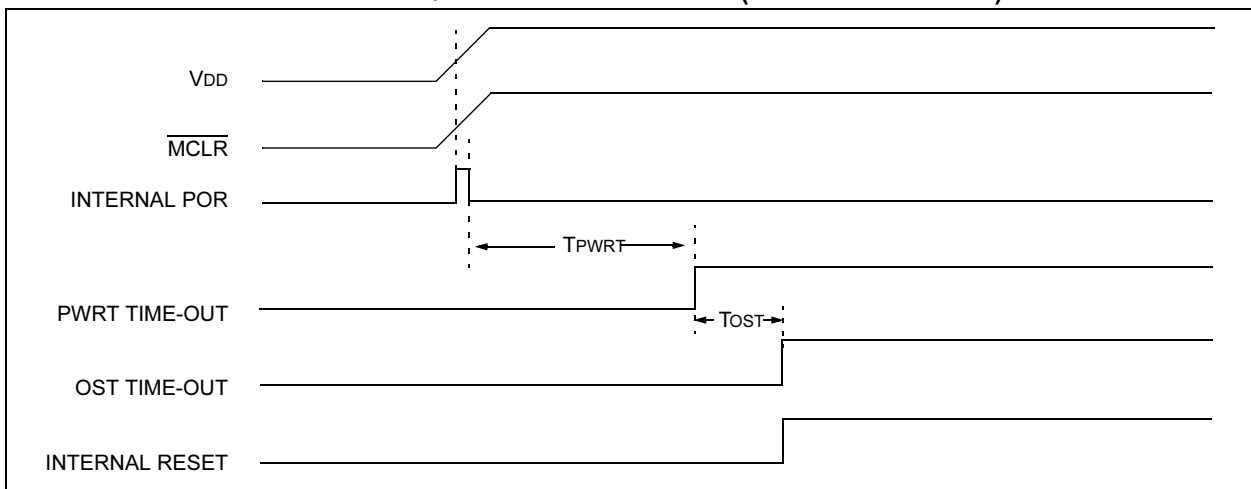 VDD
MCLR
INTERNAL POR
TPWRT
PWRT TIME-OUT
TOST
OST TIME-OUT
INTERNAL RESET